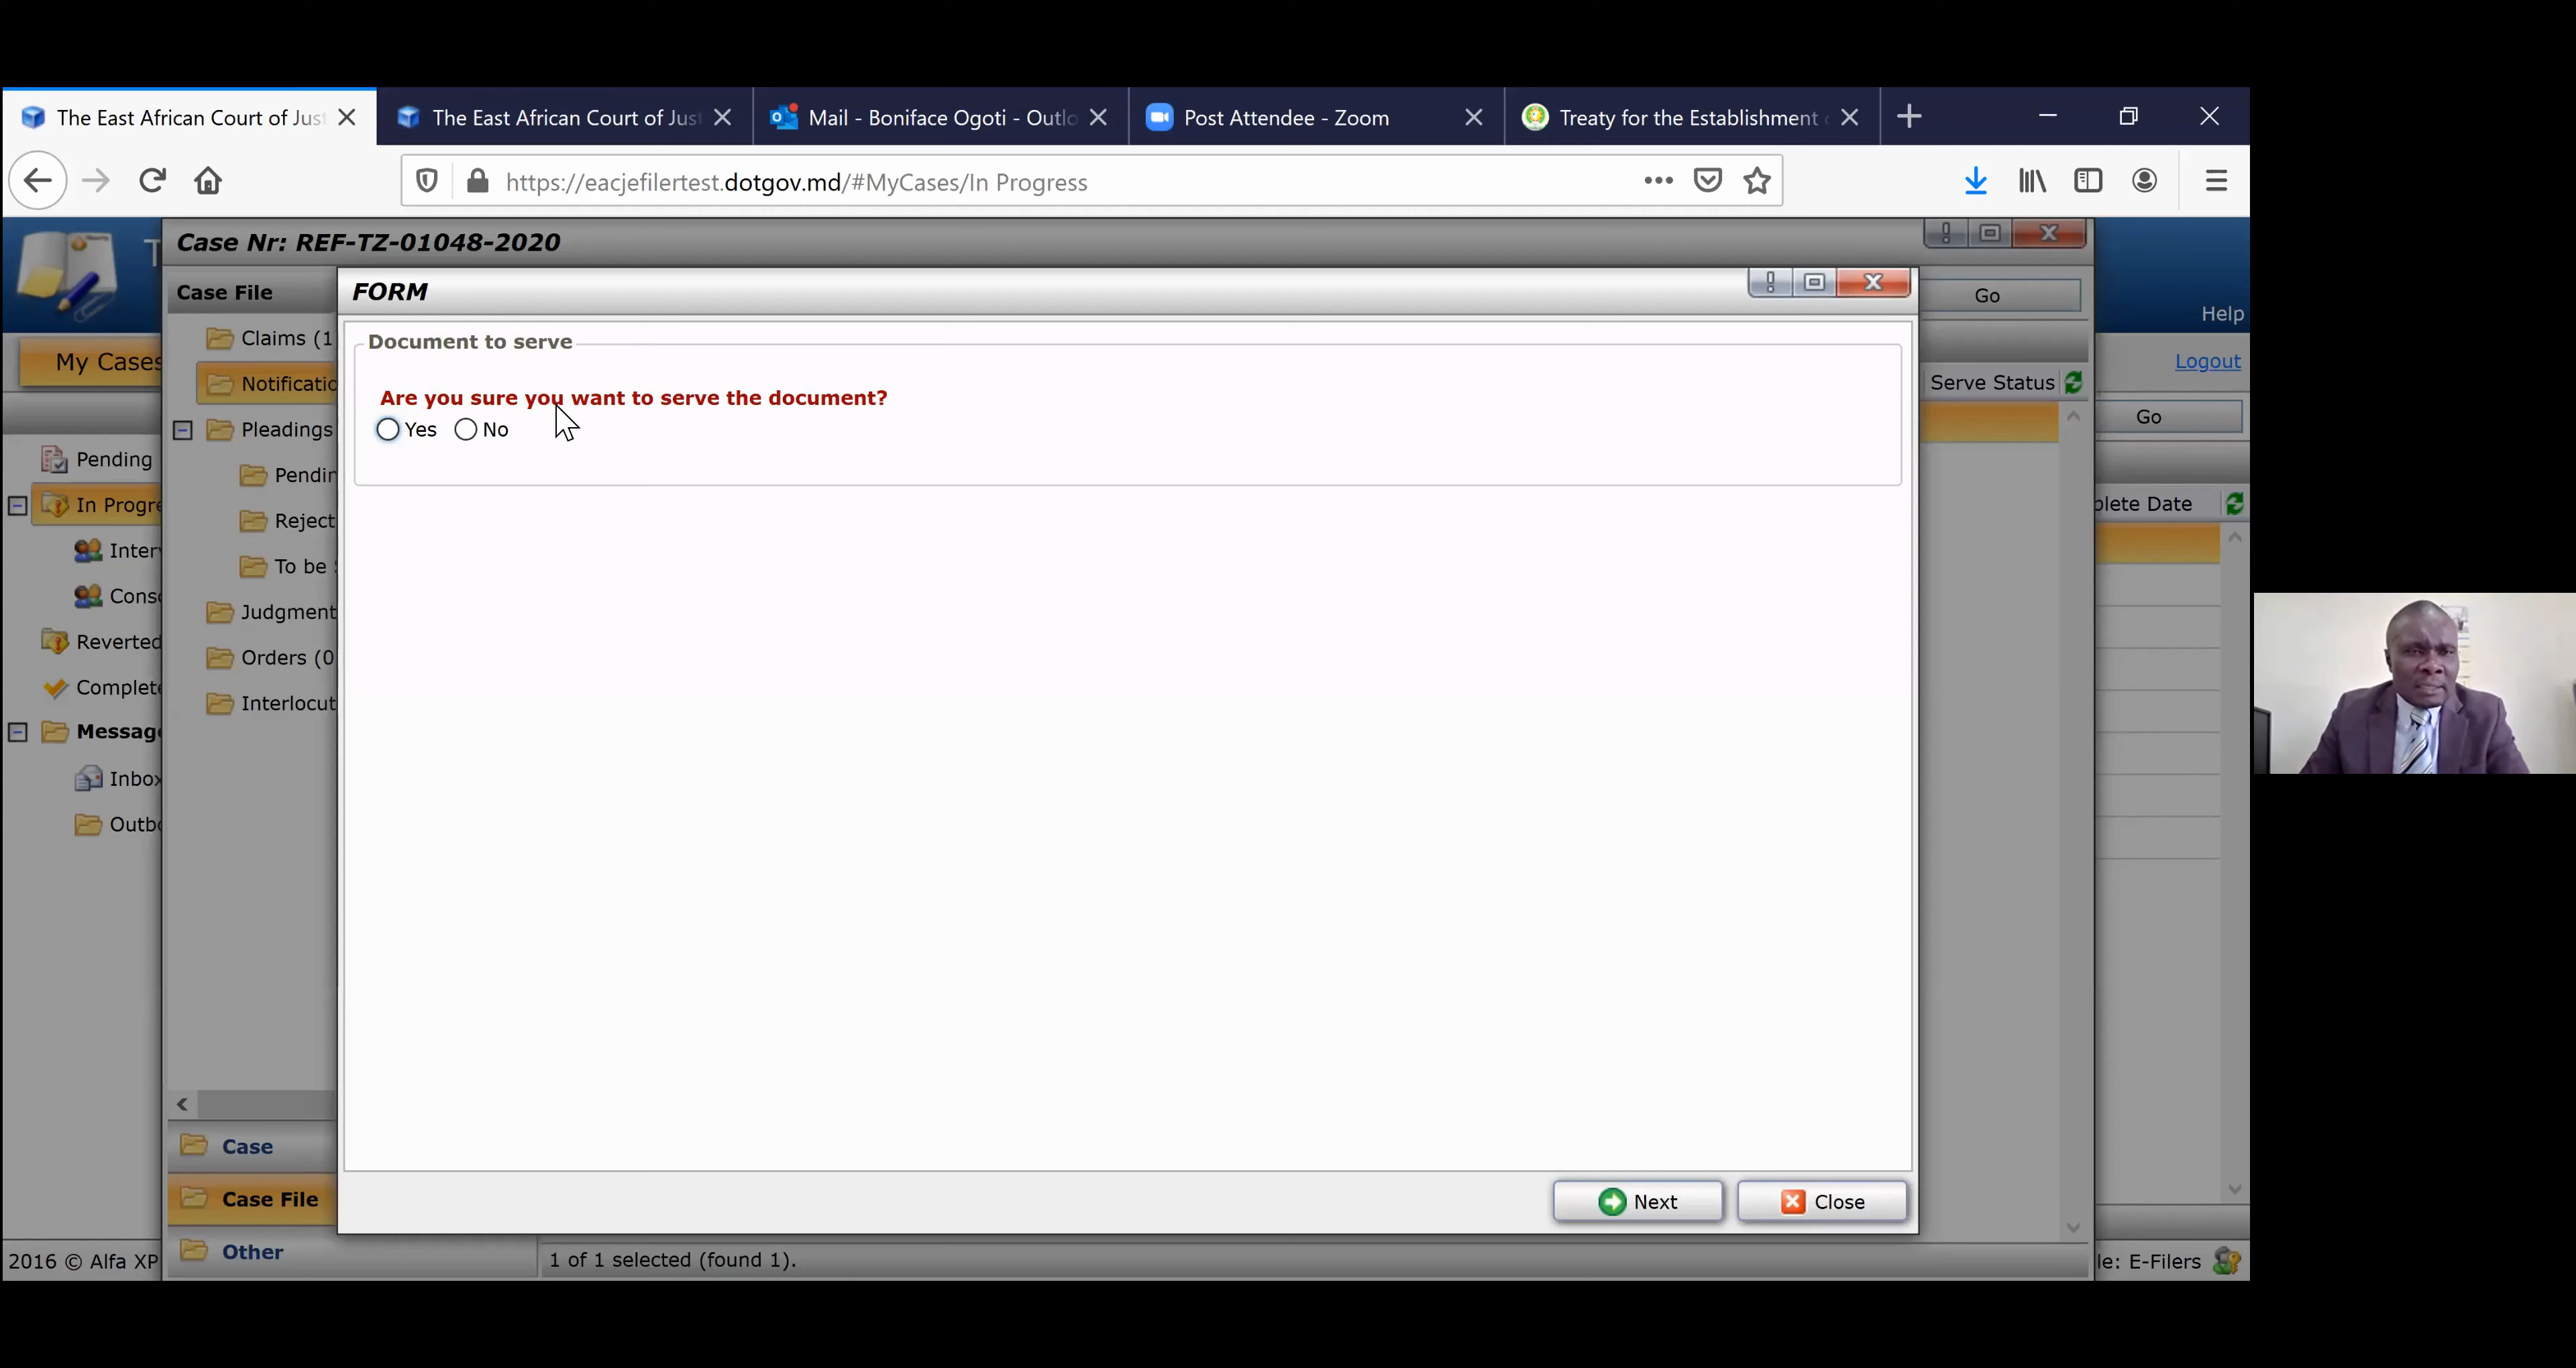 The East African Court of Jus
The East African Court of Jus
Mail - Boniface Ogoti - Outlo
Post Attendee - Zoom
Treaty for the Establishment
https://eacjefilertest.dotgov.md/#MyCases/In Progress
T
Case Nr: REF-TZ-01048-2020
Case File
FORM
Go
Help
Claims (1
Document to serve
My Cases
Logout
Notificatio
Serve Status
Are you sure you want to serve the document?
Go
Pleadings
Yes
No
Pending
Pendin
In Progre
plete Date
Reject
Inter
To be
Conso
Judgment
Reverted
Orders (0
Complete
Interlocut
Messag
Inbox
Outbo
Case
Case File
Next
Close
Other
2016 © Alfa XP
1 of 1 selected (found 1).
le: E-Filers